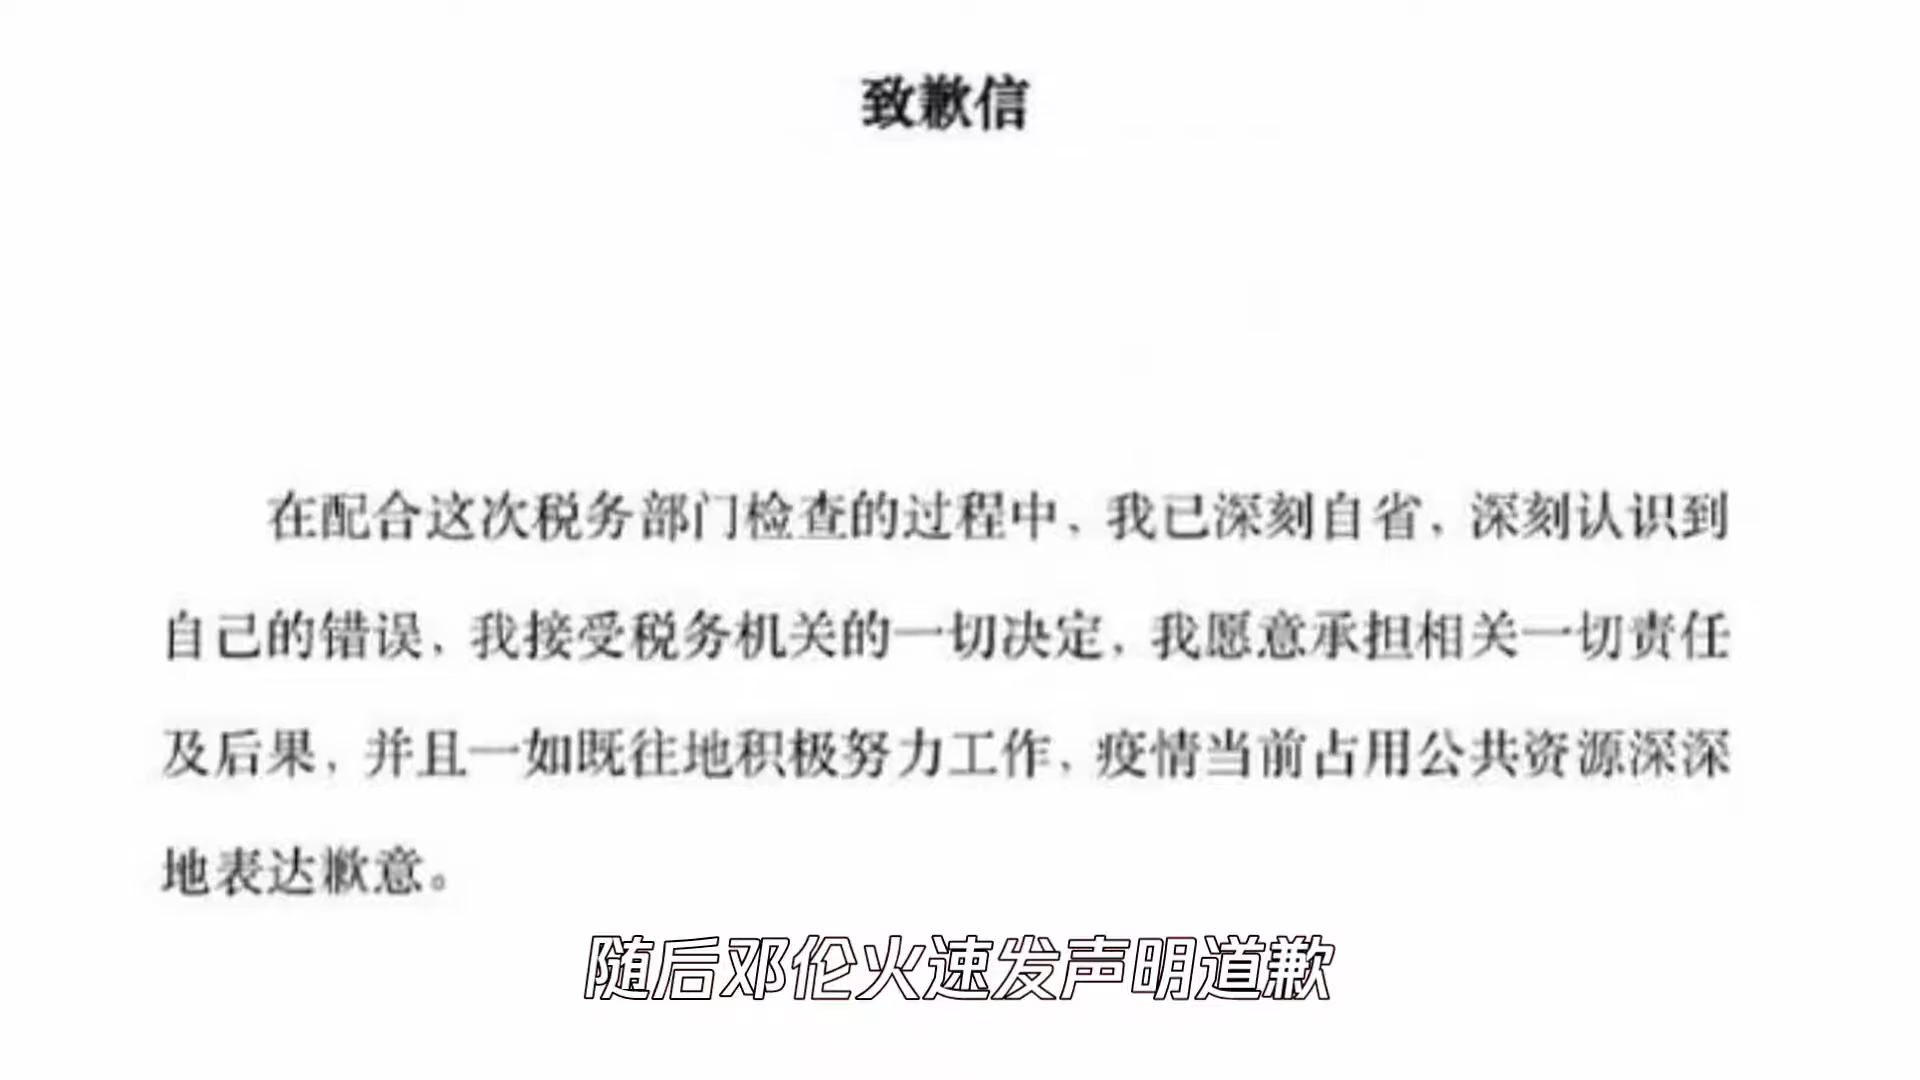 致歉信
在配合这次税务部门检查的过程中，我已深刻自省，深刻认识到
自己的错误，我接受税务机关的一切决定，我愿意承担相关一切责任
及后果，并且一如既往地积极努力工作，疫情当前占用公共资源深深
地表达歉意。
随后邓伦火速发声明道歉